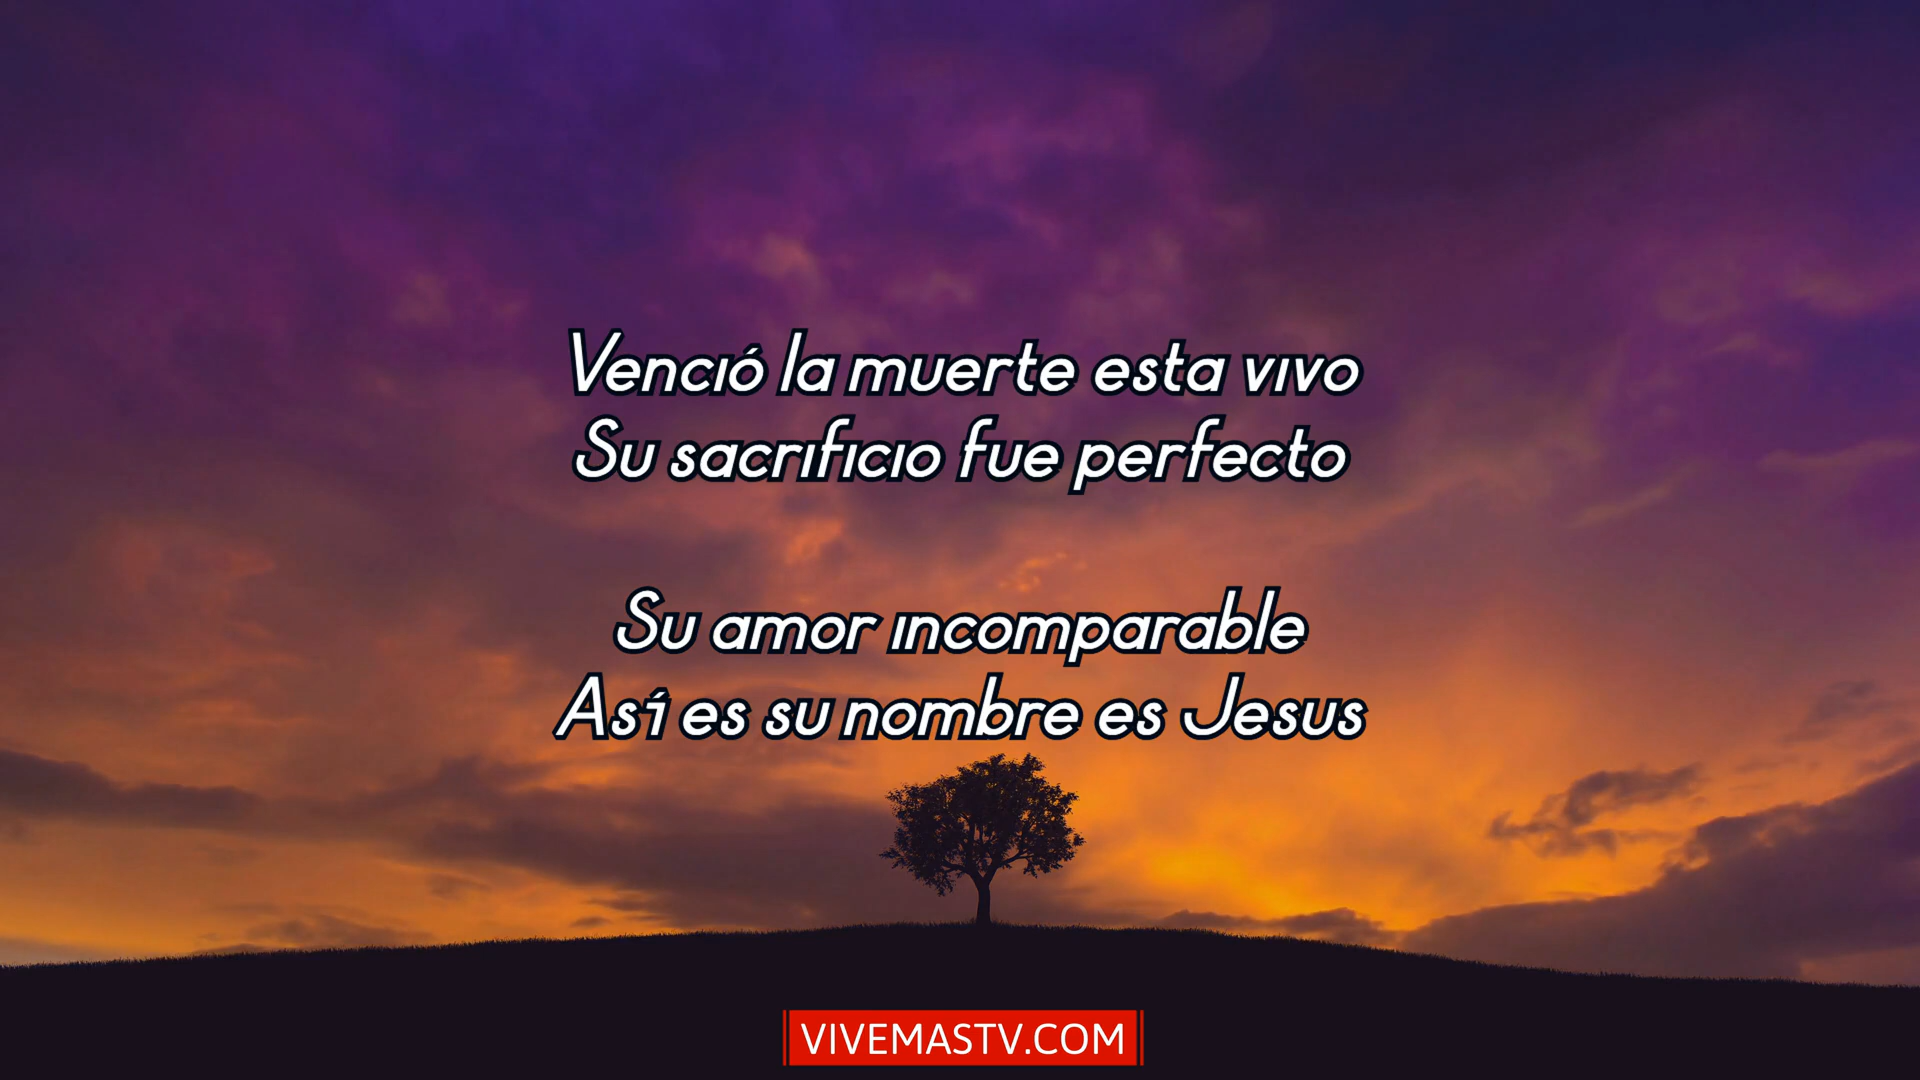 Venció la muerte esta vivo
Su sacrificio fue perfecto
Su amor incomparable
Así es su nombre es Jesus
VIVEMASTV.COM